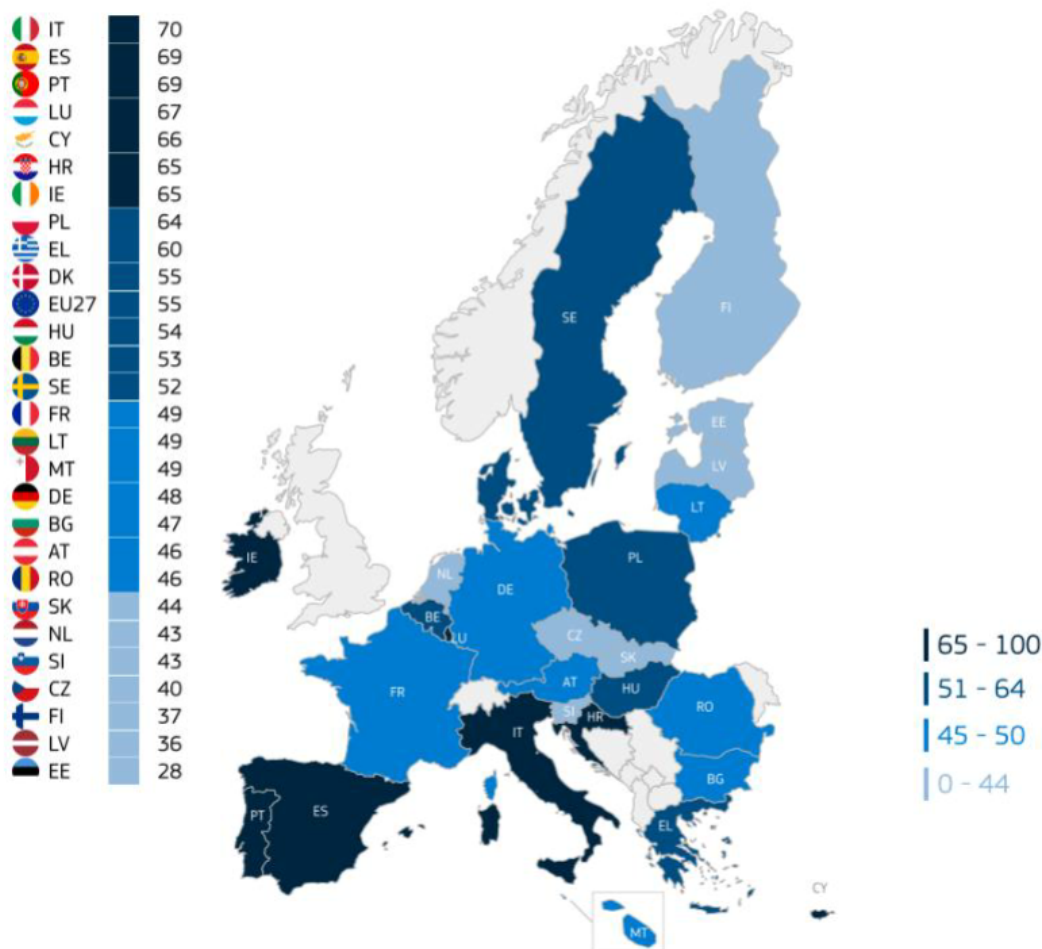 IT 70
ES 69
PT 69
LU 67
CY 66
HR 65
IE 65
PL 64
EL 60
DK 55
EU27 55
HU 54
BE 53
SE 52
FR 49
LT 49
MT 49
DE 48
BG 47
AT 46
RO 46
SK 44
NL 43
SI 43
CZ 40
FI 37
LV 36
EE 28
FI
SE
EE
LV
LT
IE
NL
PL
DE
BE
LU
CZ
SK
FR
AT
HU
RO
SI
HR
IT
BG
PT
ES
EL
CY
MT
65 - 100
51 - 64
45 - 50
0 - 44